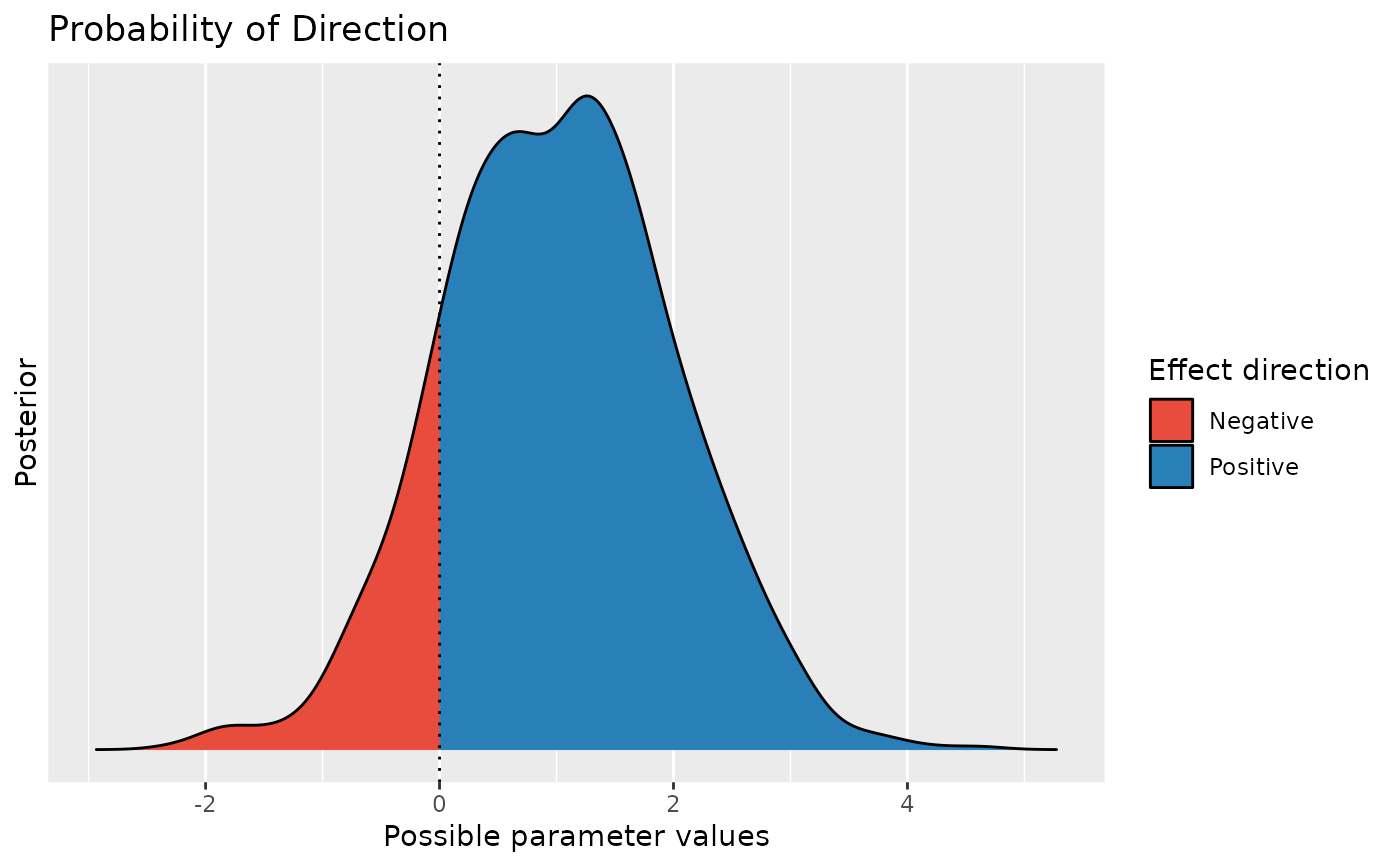 Probability of Direction
Posterior
-2 0 2 4
Possible parameter values
Effect direction
Negative
Positive